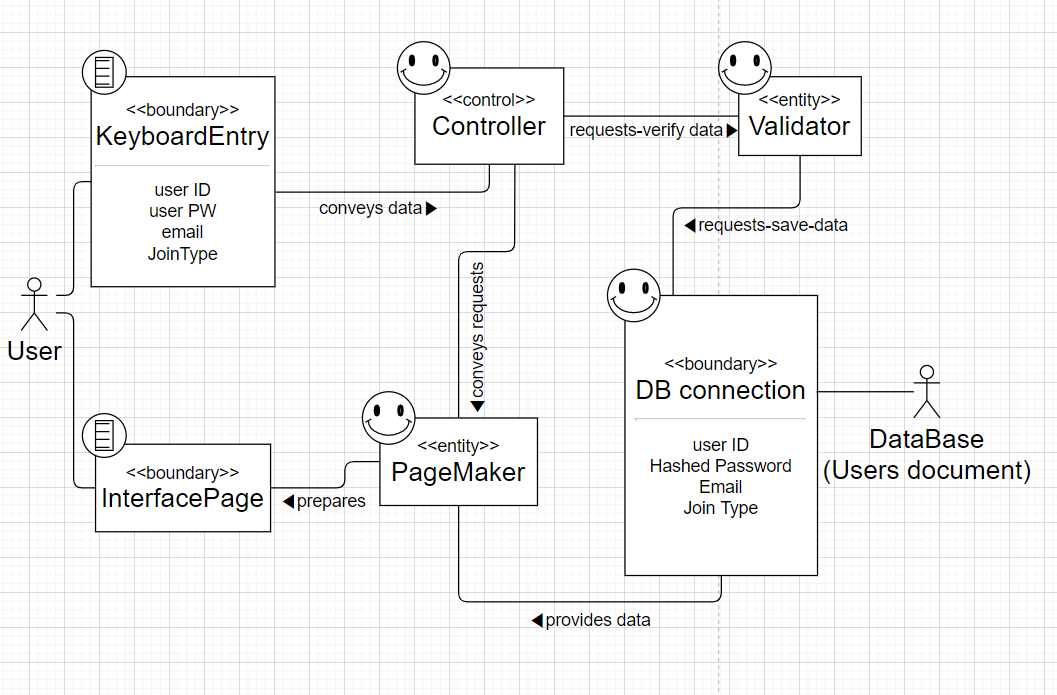 <<boundary>>
KeyboardEntry
user ID
user PW
email
JoinType
<<control>>
Controller
<<entity>>
Validator
requests-verify data
conveys data
requests-save-data
conveys requests
User
<<boundary>>
DB connection
user ID
Hashed Password
Email
Join Type
DataBase
(Users document)
<<entity>>
PageMaker
<<boundary>>
InterfacePage
prepares
provides data